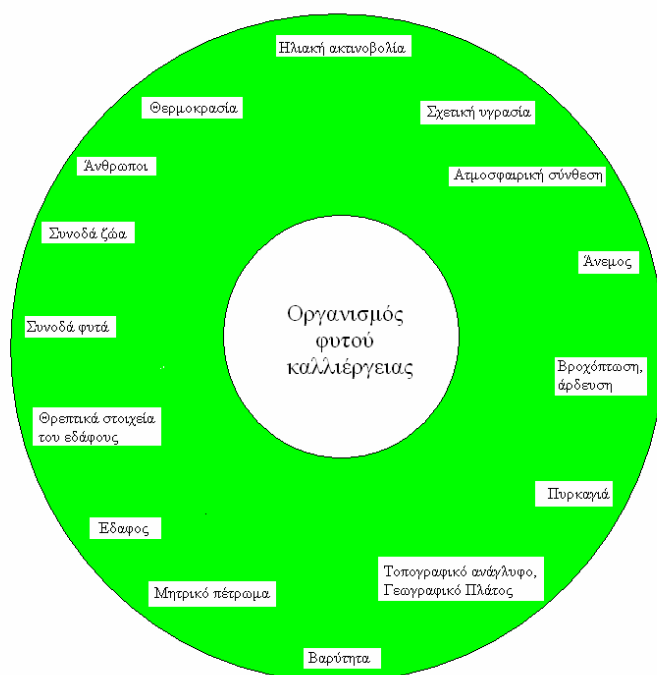 Ηλιακή ακτινοβολία
Θερμοκρασία
Σχετική υγρασία
Άνθρωποι
Ατμοσφαιρική σύνθεση
Συνοδά ζώα
Άνεμος
Συνοδά φυτά
Οργανισμός
φυτού
καλλιέργειας
Βροχόπτωση,
άρδευση
Θρεπτικά στοιχεία
του εδάφους
Πυρκαγιά
Έδαφος
Τοπογραφικό ανάγλυφο,
Γεωγραφικό Πλάτος
Μητρικό πέτρωμα
Βαρύτητα